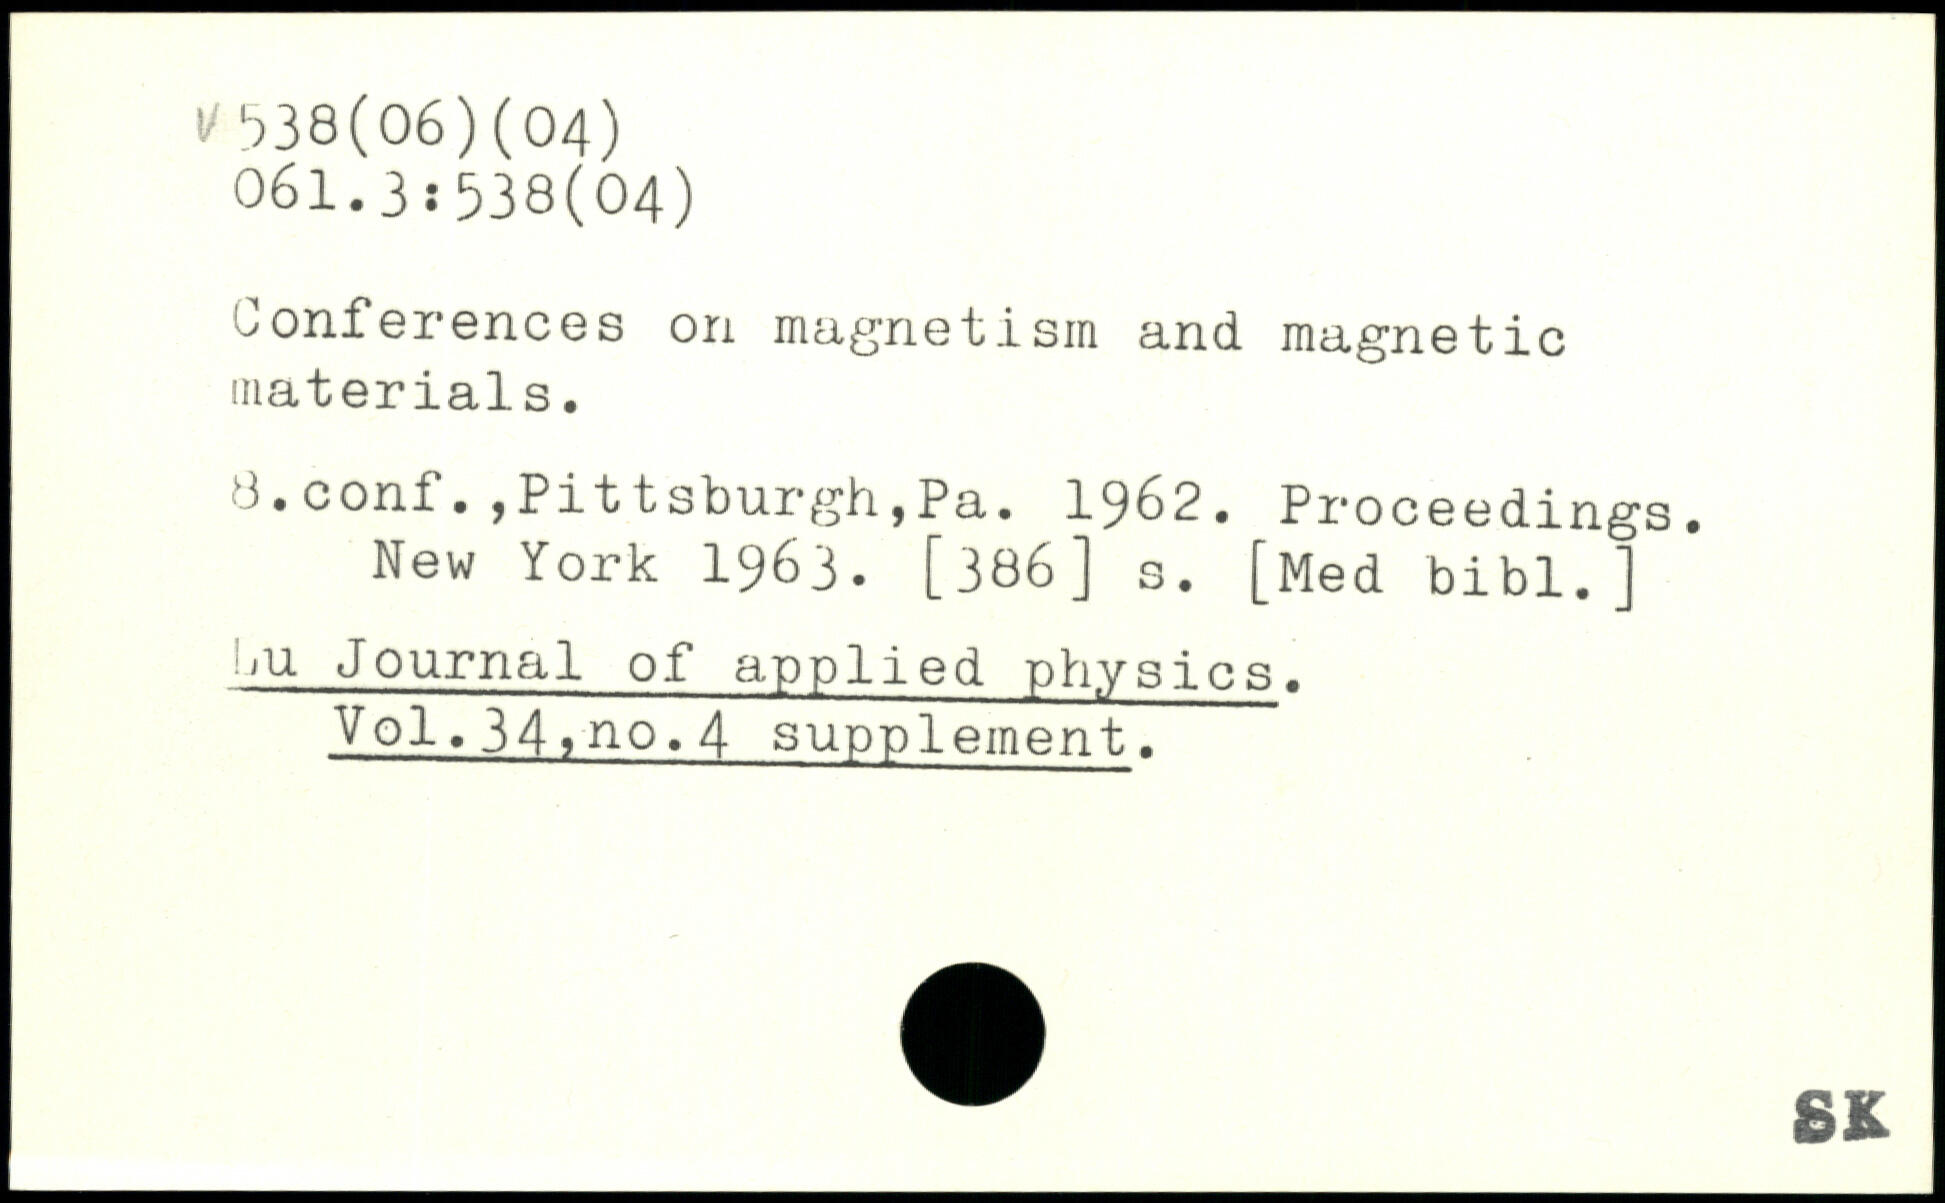 V 538(06)(04)
061.3:538(04)
Conferences on magnetism and magnetic
materials.
8.conf.,Pittsburgh,Pa. 1962. Proceedings.
New York 1963. [386] s. [Med bibl.]
Lu Journal of applied physics.
Vol.34,no.4 supplement.
SK